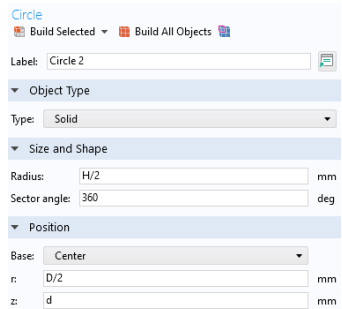 Circle
Build Selected Build All Objects
Label: Circle 2
Object Type
Type: Solid
Size and Shape
Radius: H/2 mm
Sector angle: 360 deg
Position
Base: Center
r: D/2 mm
z: d mm